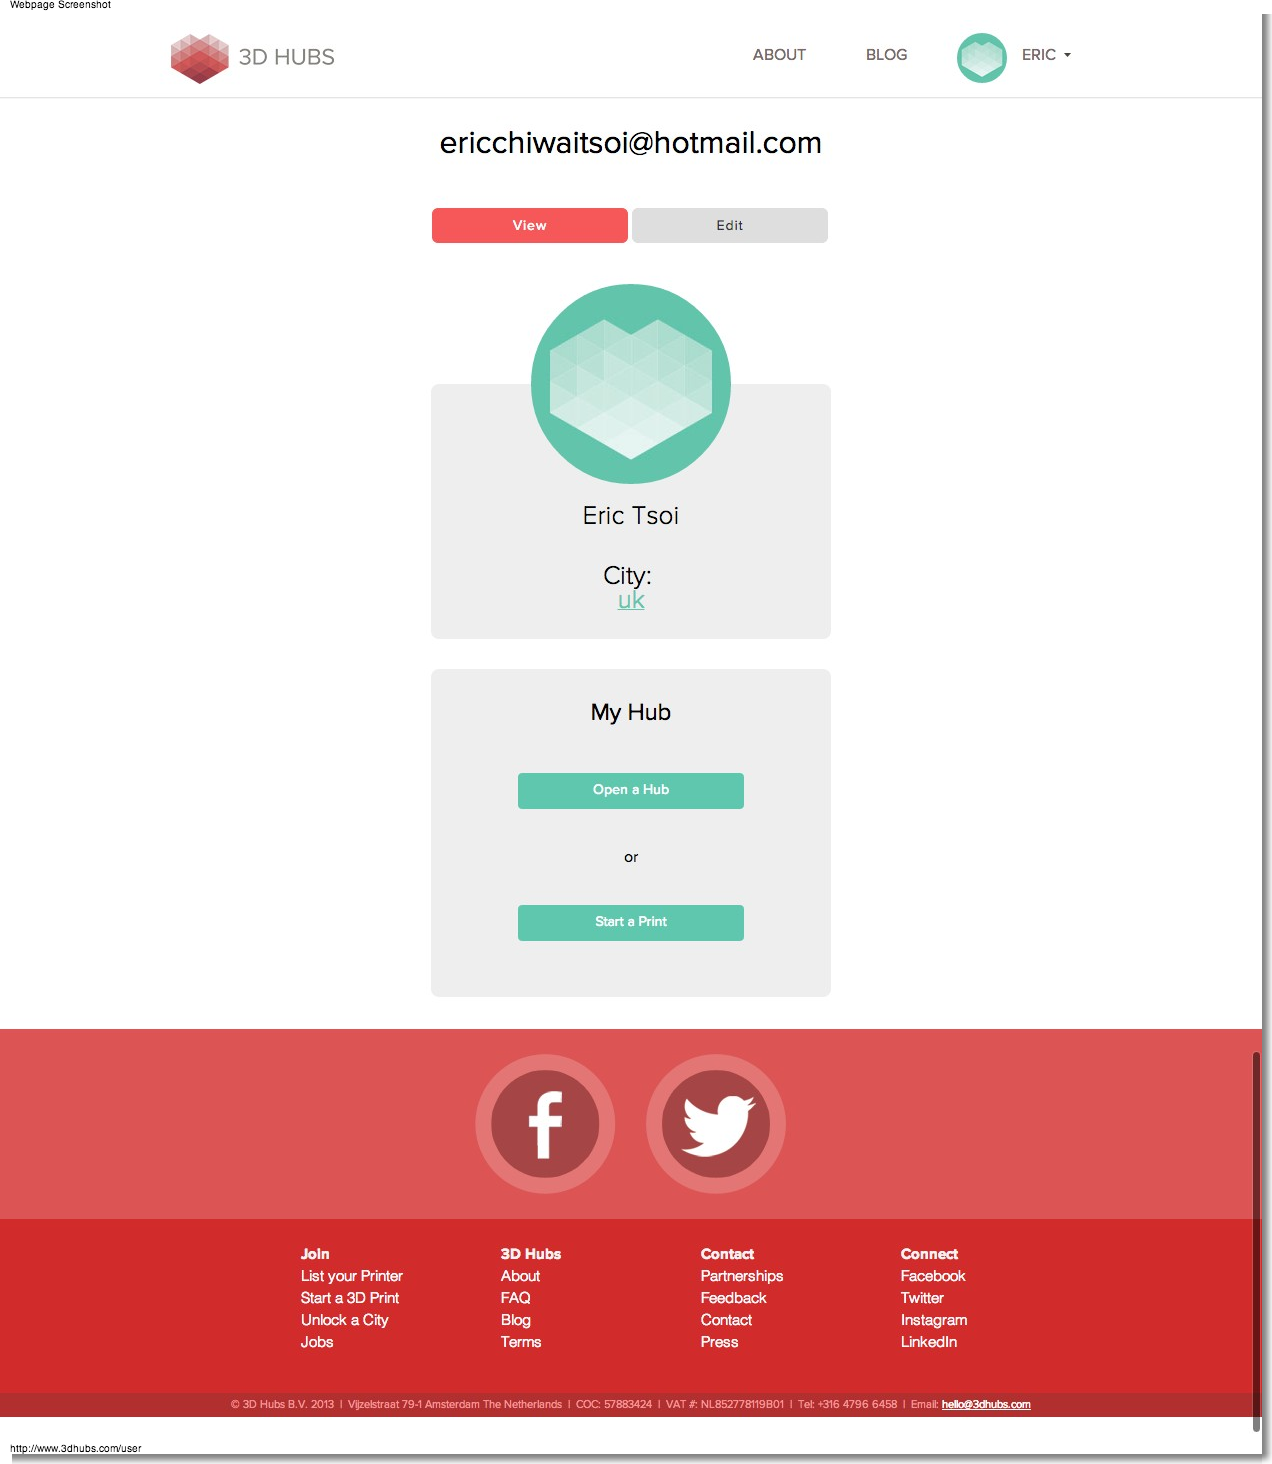 Webpage Screenshot
3D HUBS
ABOUT
BLOG
ERIC
ericchiwaitsoi@hotmail.com
View
Edit
Eric Tsoi
City:
uk
My Hub
Open a Hub
or
Start a Print
Join
List your Printer
Start a 3D Print
Unlock a City
Jobs
3D Hubs
About
FAQ
Blog
Terms
Contact
Partnerships
Feedback
Contact
Press
Connect
Facebook
Twitter
Instagram
LinkedIn
© 3D Hubs B.V. 2013 | Vijzelstraat 79-1 Amsterdam The Netherlands | COC: 57883424 | VAT #: NL852778119B01 | Tel: +316 4796 6458 | Email: hello@3dhubs.com
http://www.3dhubs.com/user